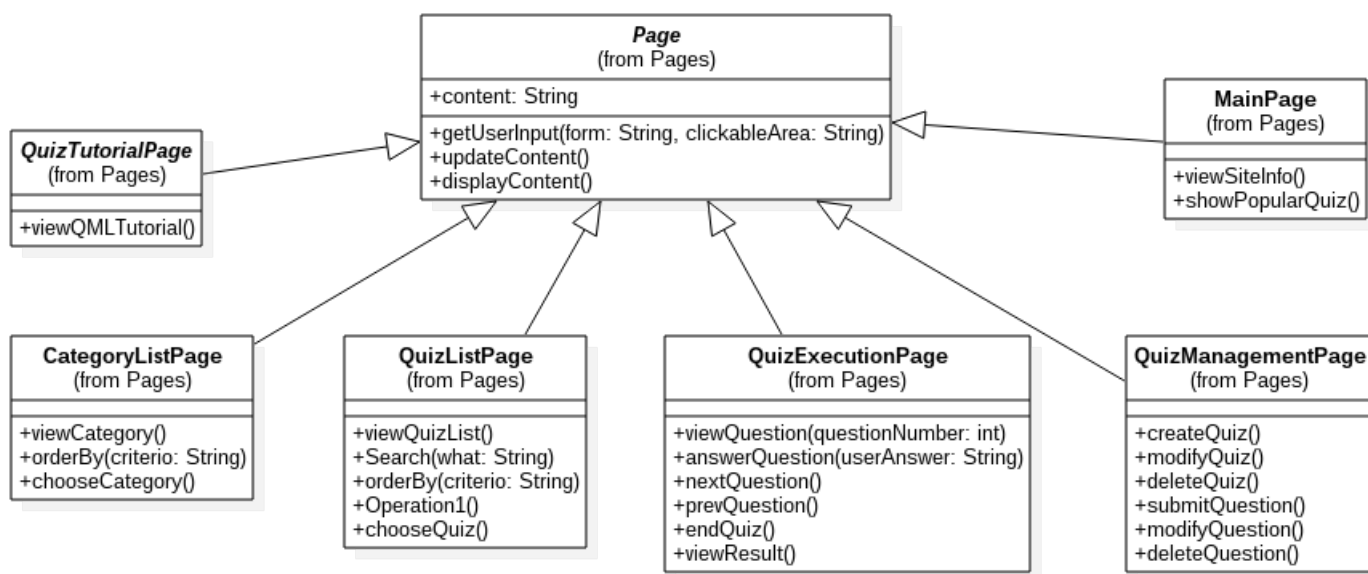 Page
(from Pages)
+content: String
+getUserInput(form: String, clickableArea: String)
+updateContent()
+displayContent()
MainPage
(from Pages)
+viewSiteInfo()
+showPopularQuiz()
QuizTutorialPage
(from Pages)
+viewQMLTutorial()
CategoryListPage
(from Pages)
+viewCategory()
+orderBy(criterio: String)
+chooseCategory()
QuizListPage
(from Pages)
+viewQuizList()
+Search(what: String)
+orderBy(criterio: String)
+Operation1()
+chooseQuiz()
QuizExecutionPage
(from Pages)
+viewQuestion(questionNumber: int)
+answerQuestion(userAnswer: String)
+nextQuestion()
+prevQuestion()
+endQuiz()
+viewResult()
QuizManagementPage
(from Pages)
+createQuiz()
+modifyQuiz()
+deleteQuiz()
+submitQuestion()
+modifyQuestion()
+deleteQuestion()